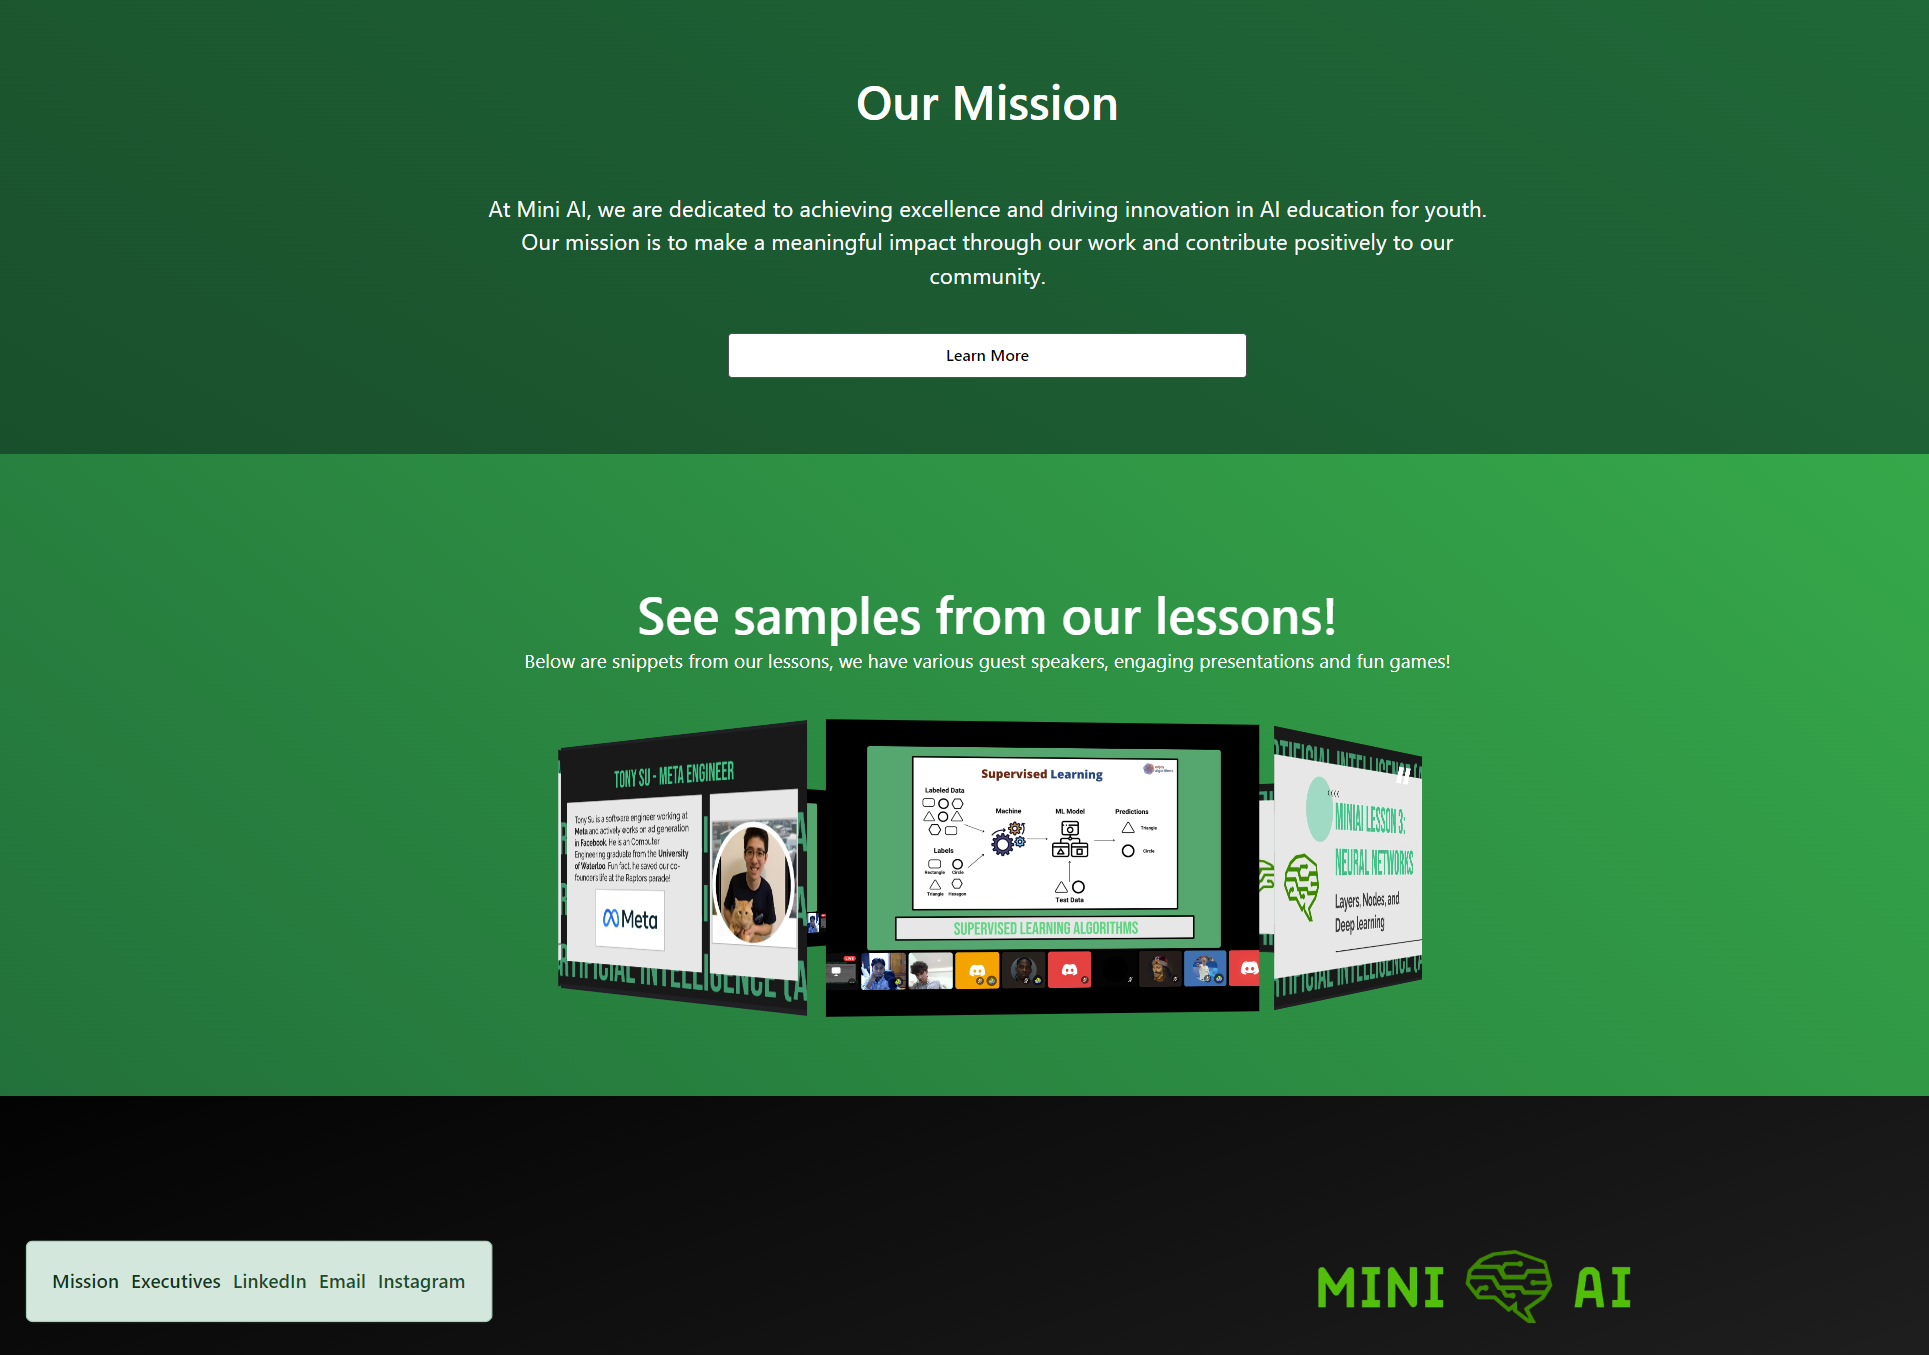 Our Mission
At Mini AI, we are dedicated to achieving excellence and driving innovation in AI education for youth.
Our mission is to make a meaningful impact through our work and contribute positively to our
community.
Learn More
See samples from our lessons!
Below are snippets from our lessons, we have various guest speakers, engaging presentations and fun games!
TONY SU - META ENGINEER
Tony Su is a software engineer working at
Meta and actively works on ad generation
in Facebook. He is an Computer
Engineering graduate from the University
of Waterloo. Fun fact, he saved our co-
founders life at the Raptors parade!
Meta
RTIFICIAL INTELLIGENCE (A
Supervised Learning
Labeled Data
Machine
ML Model
Predictions
Triangle
Circle
Labels
Rectangle Circle
Triangle Hexagon
Test Data
SUPERVISED LEARNING ALGORITHMS
LIVE
RTIFICIAL INTELLIGENCE (A
MINIAI LESSON 3:
NEURAL NETWORKS
Layers, Nodes, and
Deep learning
RTIFICIAL INTELLIGENCE (A
Mission Executives LinkedIn Email Instagram
MINI AI